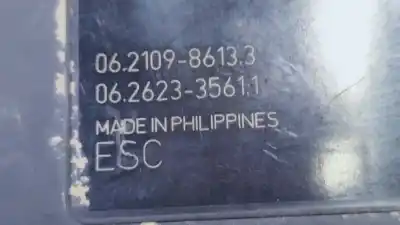 06.2109-8613.3
06.2623-3561.1
MADE IN PHILIPPINES
ESC